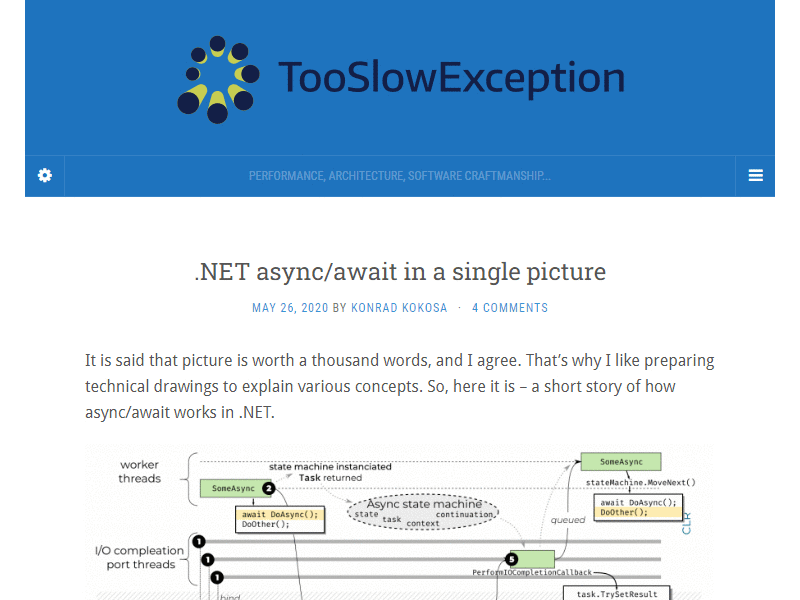 TooSlowException
PERFORMANCE, ARCHITECTURE, SOFTWARE CRAFTMANSHIP...
.NET async/await in a single picture
MAY 26, 2020 BY KONRAD KOKOSA · 4 COMMENTS
It is said that picture is worth a thousand words, and I agree. That's why I like preparing
technical drawings to explain various concepts. So, here it is – a short story of how
async/await works in .NET.
worker
threads
state machine instanciated
Task returned
SomeAsync
2
await DoAsync();
DoOther();
Async state machine
state
task
context
continuation
SomeAsync
stateMachine.MoveNext()
await DoAsync();
DoOther();
queued
CLR
I/O compleation
port threads
1
1
1
5
PerformIOCompletionCallback
task.TrySetResult
bind